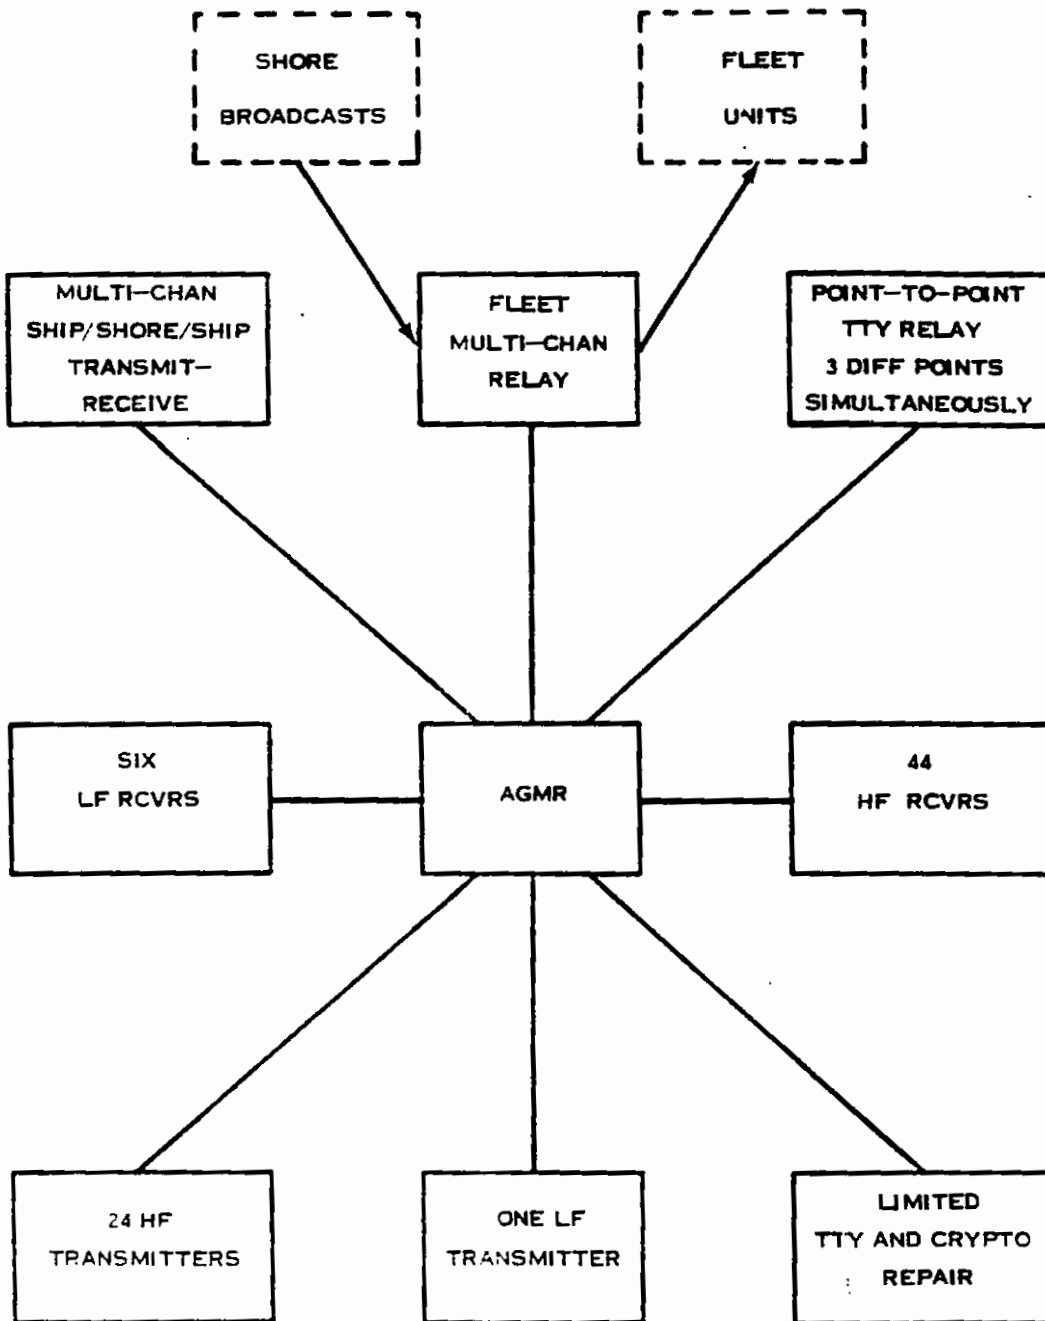 SHORE
BROADCASTS
FLEET
UNITS
MULTI-CHAN
SHIP/SHORE/SHIP
TRANSMIT-
RECEIVE
FLEET
MULTI-CHAN
RELAY
POINT-TO-POINT
TTY RELAY
3 DIFF POINTS
SIMULTANEOUSLY
SIX
LF RCVRS
AGMR
44
HF RCVRS
24 HF
TRANSMITTERS
ONE LF
TRANSMITTER
LIMITED
TTY AND CRYPTO
REPAIR